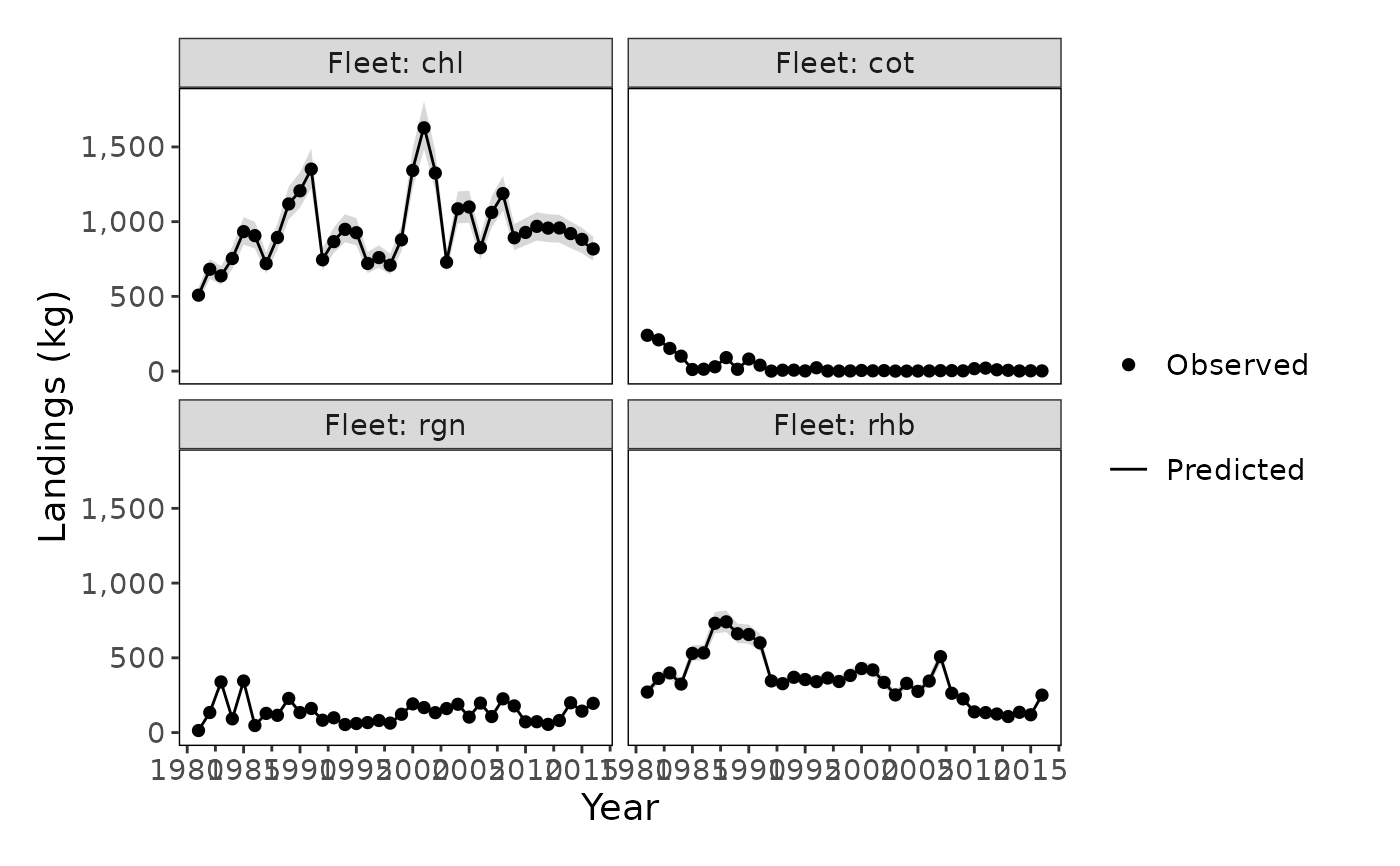 Fleet: chl
Fleet: cot
1,500
1,000
500
0
Fleet: rgn
Fleet: rhb
1,500
1,000
500
0
1980 1985 1990 1995 2000 2005 2010 2015
1980 1985 1990 1995 2000 2005 2010 2015
Landings (kg)
Year
Observed
Predicted